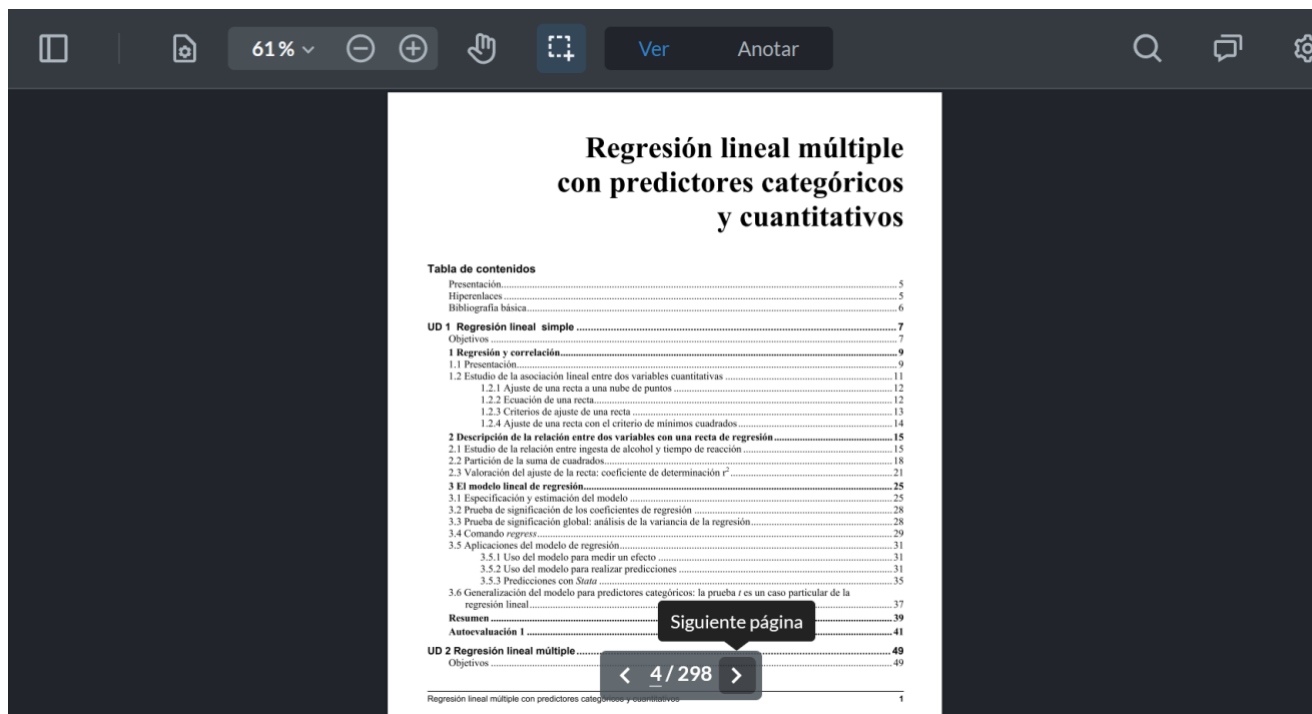 61%
Ver
Anotar
Regresión lineal múltiple
con predictores categóricos
y cuantitativos
Tabla de contenidos
Presentación.....5
Hiperenlaces.....5
Bibliografía básica.....6
UD 1 Regresión lineal simple.....7
Objetivos.....7
1 Regresión y correlación.....9
1.1 Presentación.....9
1.2 Estudio de la asociación lineal entre dos variables cuantitativas.....11
1.2.1 Ajuste de una recta a una nube de puntos.....12
1.2.2 Ecuación de una recta.....12
1.2.3 Criterios de ajuste de una recta.....13
1.2.4 Ajuste de una recta con el criterio de mínimos cuadrados.....14
2 Descripción de la relación entre dos variables con una recta de regresión.....15
2.1 Estudio de la relación entre ingesta de alcohol y tiempo de reacción.....15
2.2 Partición de la suma de cuadrados.....18
2.3 Valoración del ajuste de la recta: coeficiente de determinación r².....21
3 El modelo lineal de regresión.....25
3.1 Especificación y estimación del modelo.....25
3.2 Prueba de significación de los coeficientes de regresión.....28
3.3 Prueba de significación global: análisis de la variancia de la regresión.....28
3.4 Comando regress.....29
3.5 Aplicaciones del modelo de regresión.....31
3.5.1 Uso del modelo para medir un efecto.....31
3.5.2 Uso del modelo para realizar predicciones.....31
3.5.3 Predicciones con Stata.....35
3.6 Generalización del modelo para predictores categóricos: la prueba t es un caso particular de la
regresión lineal.....37
Resumen.....39
Siguiente página
Autoevaluación 1.....41
UD 2 Regresión lineal múltiple.....49
Objetivos.....49
4 / 298
Regresión lineal múltiple con predictores categóricos y cuantitativos 1